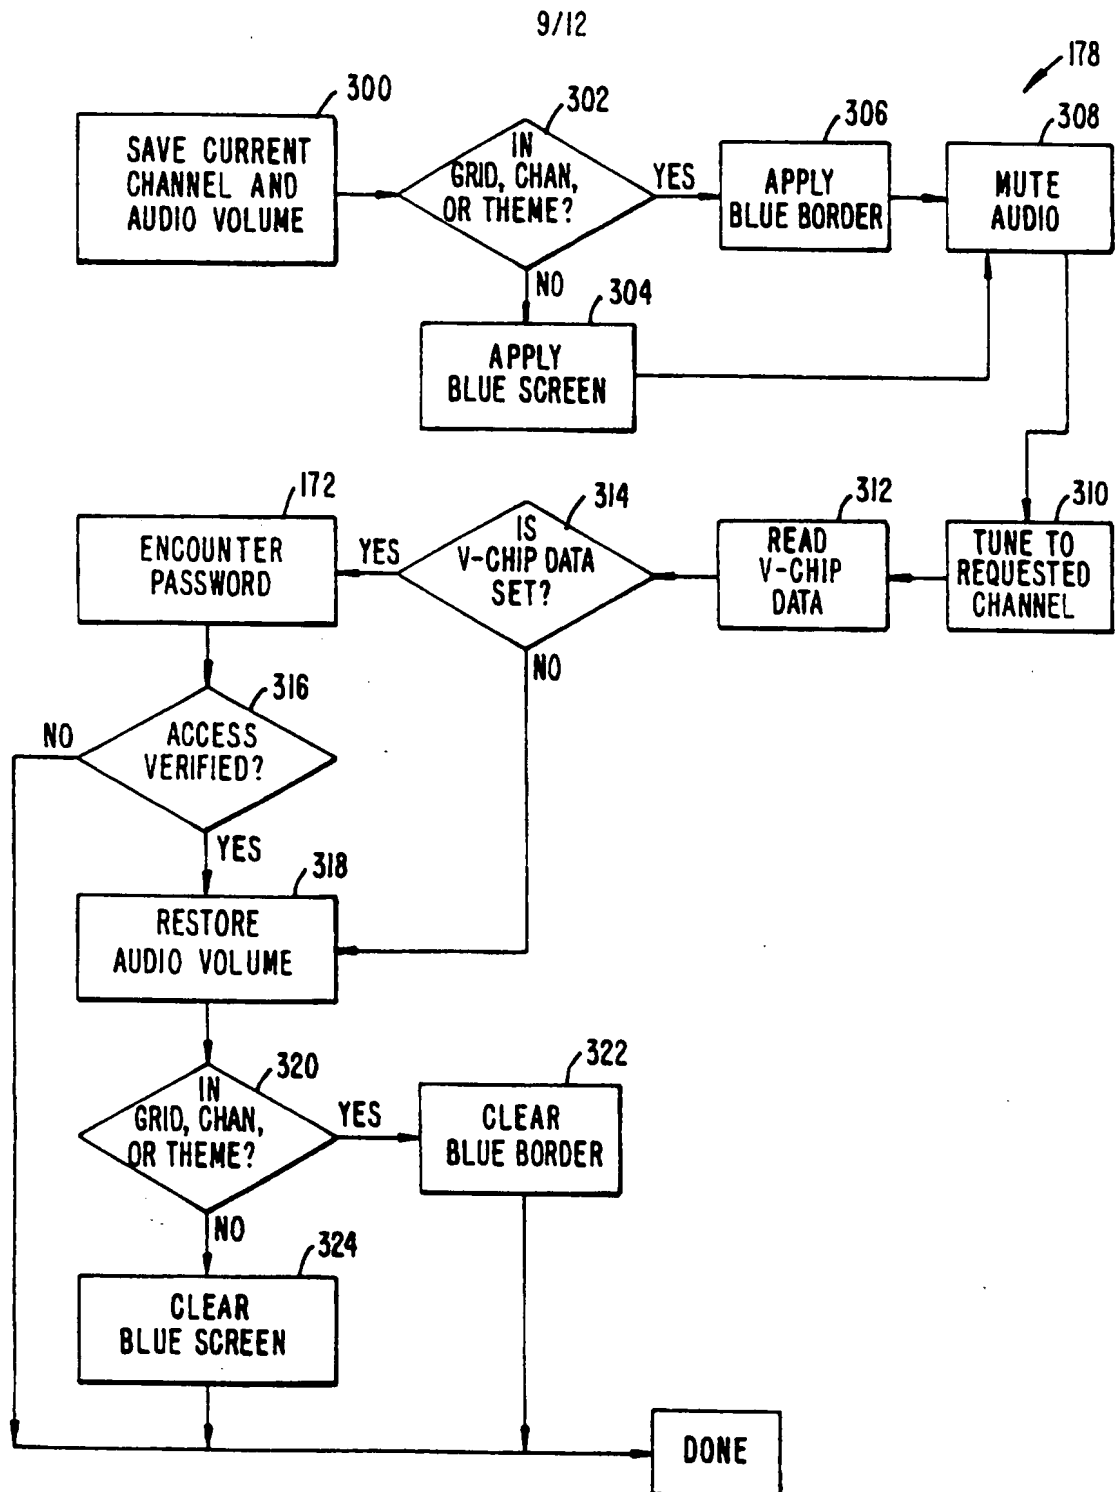 9/12
178
300
SAVE CURRENT
CHANNEL AND
AUDIO VOLUME
302
IN
GRID, CHAN,
OR THEME?
YES
NO
306
APPLY
BLUE BORDER
308
MUTE
AUDIO
304
APPLY
BLUE SCREEN
310
TUNE TO
REQUESTED
CHANNEL
312
READ
V-CHIP
DATA
314
IS
V-CHIP DATA
SET?
YES
NO
172
ENCOUNTER
PASSWORD
316
ACCESS
VERIFIED?
NO
YES
318
RESTORE
AUDIO VOLUME
320
IN
GRID, CHAN,
OR THEME?
YES
NO
322
CLEAR
BLUE BORDER
324
CLEAR
BLUE SCREEN
DONE